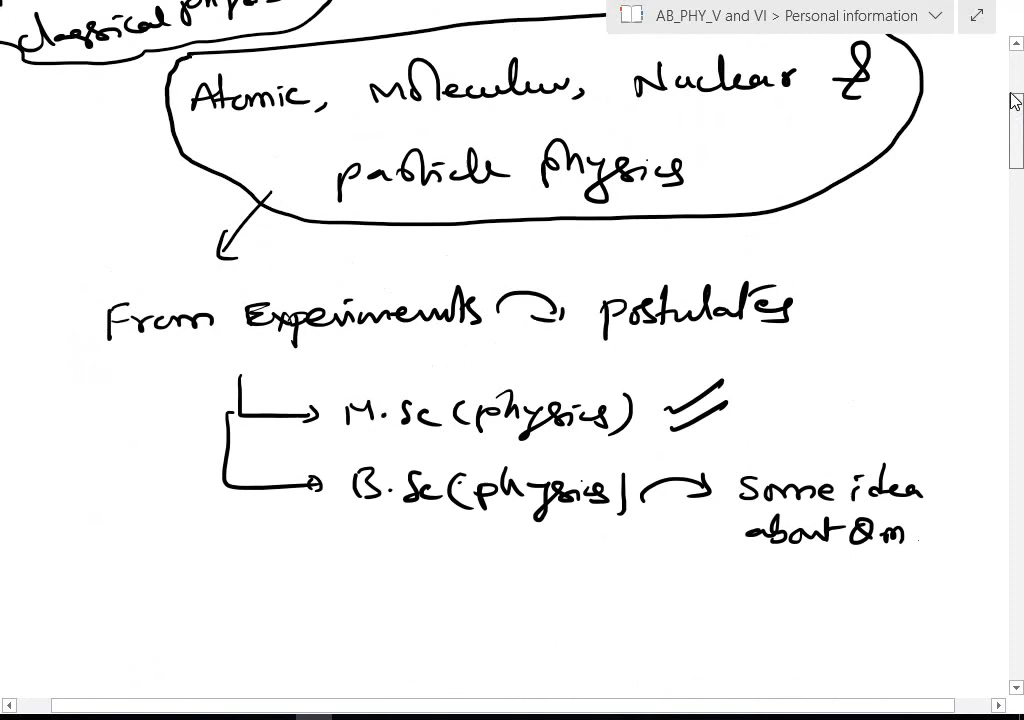 AB_PHY_V and VI > Personal information
classical
Atomic, Molecular, Nuclear &
particle physics
From Experiments → postulates
→ M.Sc (physics)
→ B.Sc (physics) → Some idea
about Qm